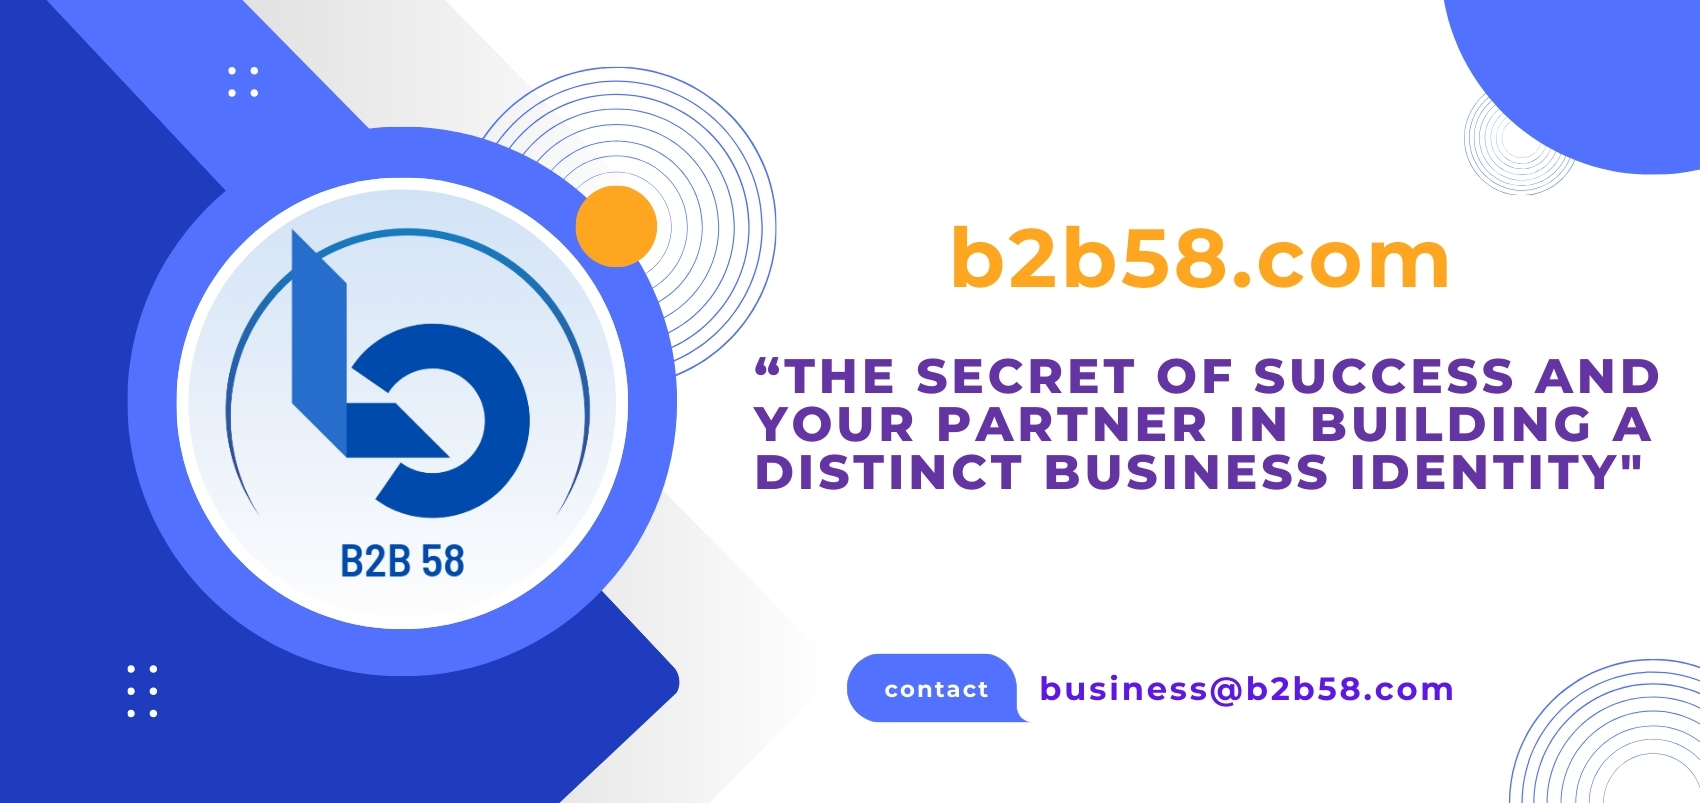 B2B 58
b2b58.com
“THE SECRET OF SUCCESS AND
YOUR PARTNER IN BUILDING A
DISTINCT BUSINESS IDENTITY"
contact
business@b2b58.com